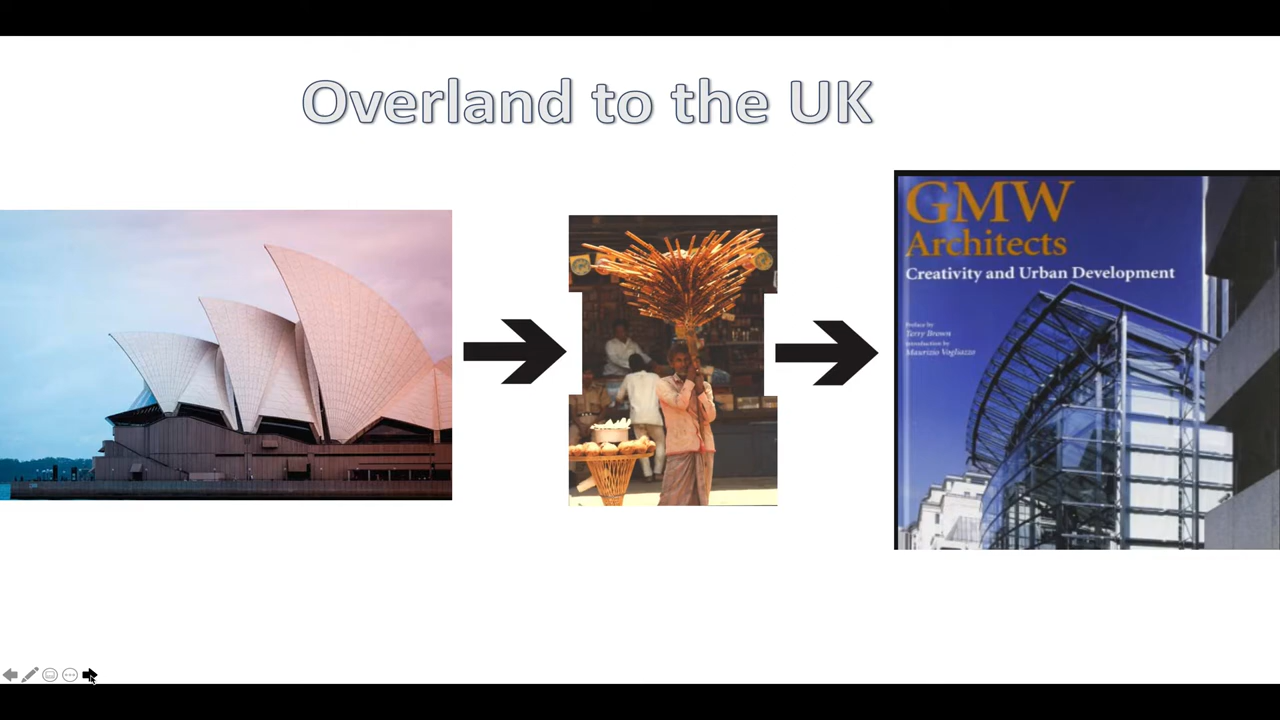 Overland to the UK
GMW
Architects
Creativity and Urban Development
Preface by
Terry Brown
Introduction by
Maurizio Vogliazzo